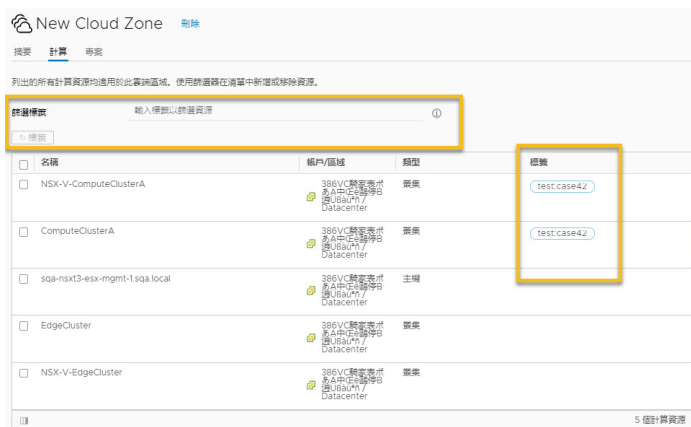 New Cloud Zone 刪除
摘要 計算 專案
列出的所有計算資源均適用於此雲端區域。使用篩選器在清單中新增或移除資源。
篩選標籤 輸入標籤以篩選資源
標籤
名稱 帳戶/區域 類型 標籤
NSX-V-ComputeClusterA 叢集 test:case42
Datacenter
ComputeClusterA 叢集 test:case42
Datacenter
sqa-nsxt3-esx-mgmt-1.sqa.local 主機
Datacenter
EdgeCluster 叢集
Datacenter
NSX-V-EdgeCluster 叢集
Datacenter
5 個計算資源